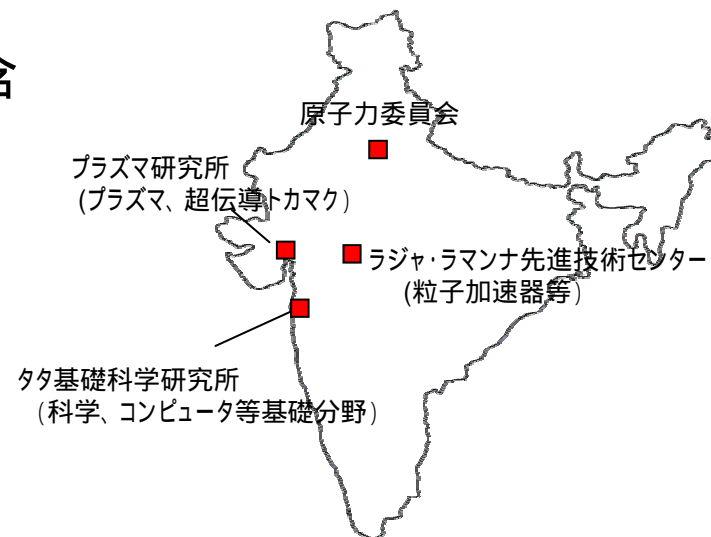 含
原子力委員会
プラズマ研究所
(プラズマ、超伝導トカマク)
ラジャ・ラマンナ先進技術センター
(粒子加速器等)
タタ基礎科学研究所
(科学、コンピュータ等基礎分野)